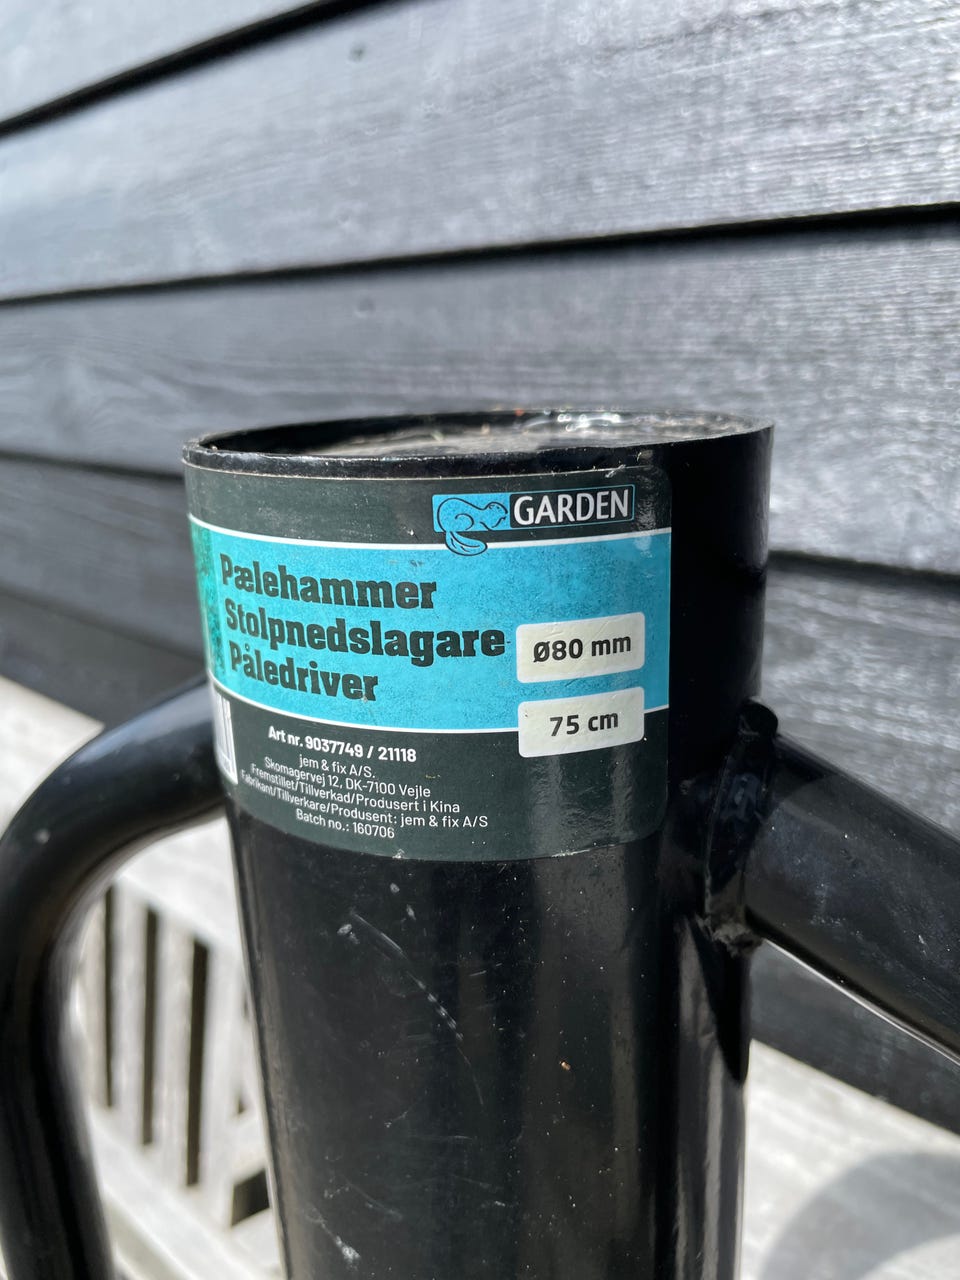 GARDEN
Pælehammer
Stolpnedslagare
Påledriver
Ø80 mm
75 cm
Art nr. 9037749 / 21118
jem & fix A/S.
Skomagervej 12, DK-7100 Vejle
Fremstillet/Tillverkad/Produsert i Kina
Fabrikant/Tillverkare/Produsent: jem & fix A/S
Batch no.: 160706